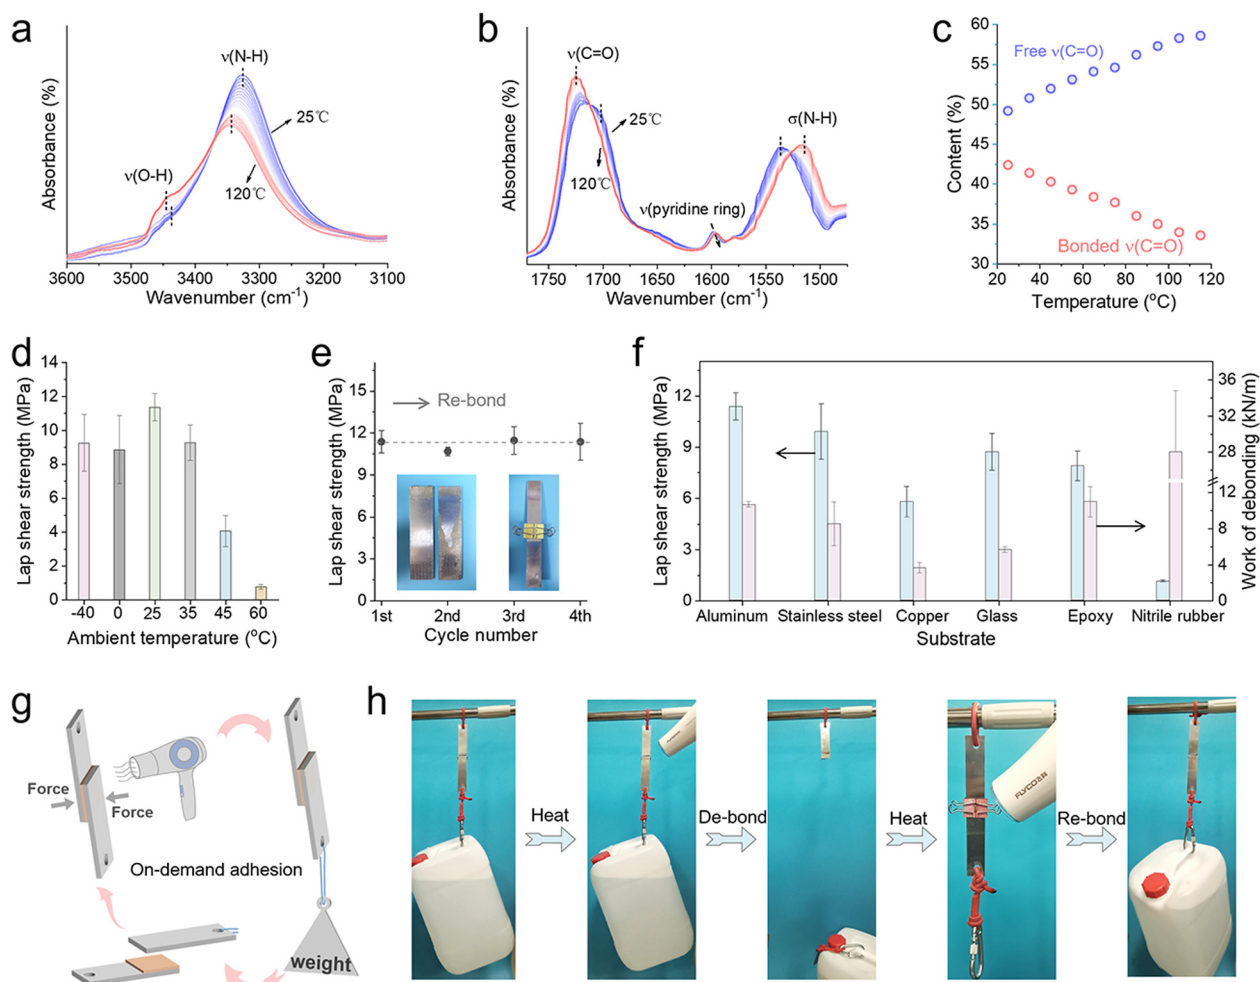 a
ν(N-H)
25℃
ν(O-H)
120℃
Absorbance (%)
3600 3500 3400 3300 3200 3100
Wavenumber (cm⁻¹)
b
ν(C=O)
25℃
σ(N-H)
120℃
ν(pyridine ring)
Absorbance (%)
1750 1700 1650 1600 1550 1500
Wavenumber (cm⁻¹)
c
60
55
50
45
40
35
30
Content (%)
Free ν(C=O)
Bonded ν(C=O)
20 40 60 80 100 120
Temperature (°C)
d
14
12
10
8
6
4
2
0
Lap shear strength (MPa)
-40 0 25 35 45 60
Ambient temperature (°C)
e
15
12
9
6
3
0
Lap shear strength (MPa)
Re-bond
1st 2nd 3rd 4th
Cycle number
f
12
9
6
3
0
Lap shear strength (MPa)
36
32
28
12
8
4
0
Work of debonding (kN/m)
Aluminum Stainless steel Copper Glass Epoxy Nitrile rubber
Substrate
g
Force
Force
On-demand adhesion
weight
h
Heat
De-bond
Heat
FLYCO
Re-bond